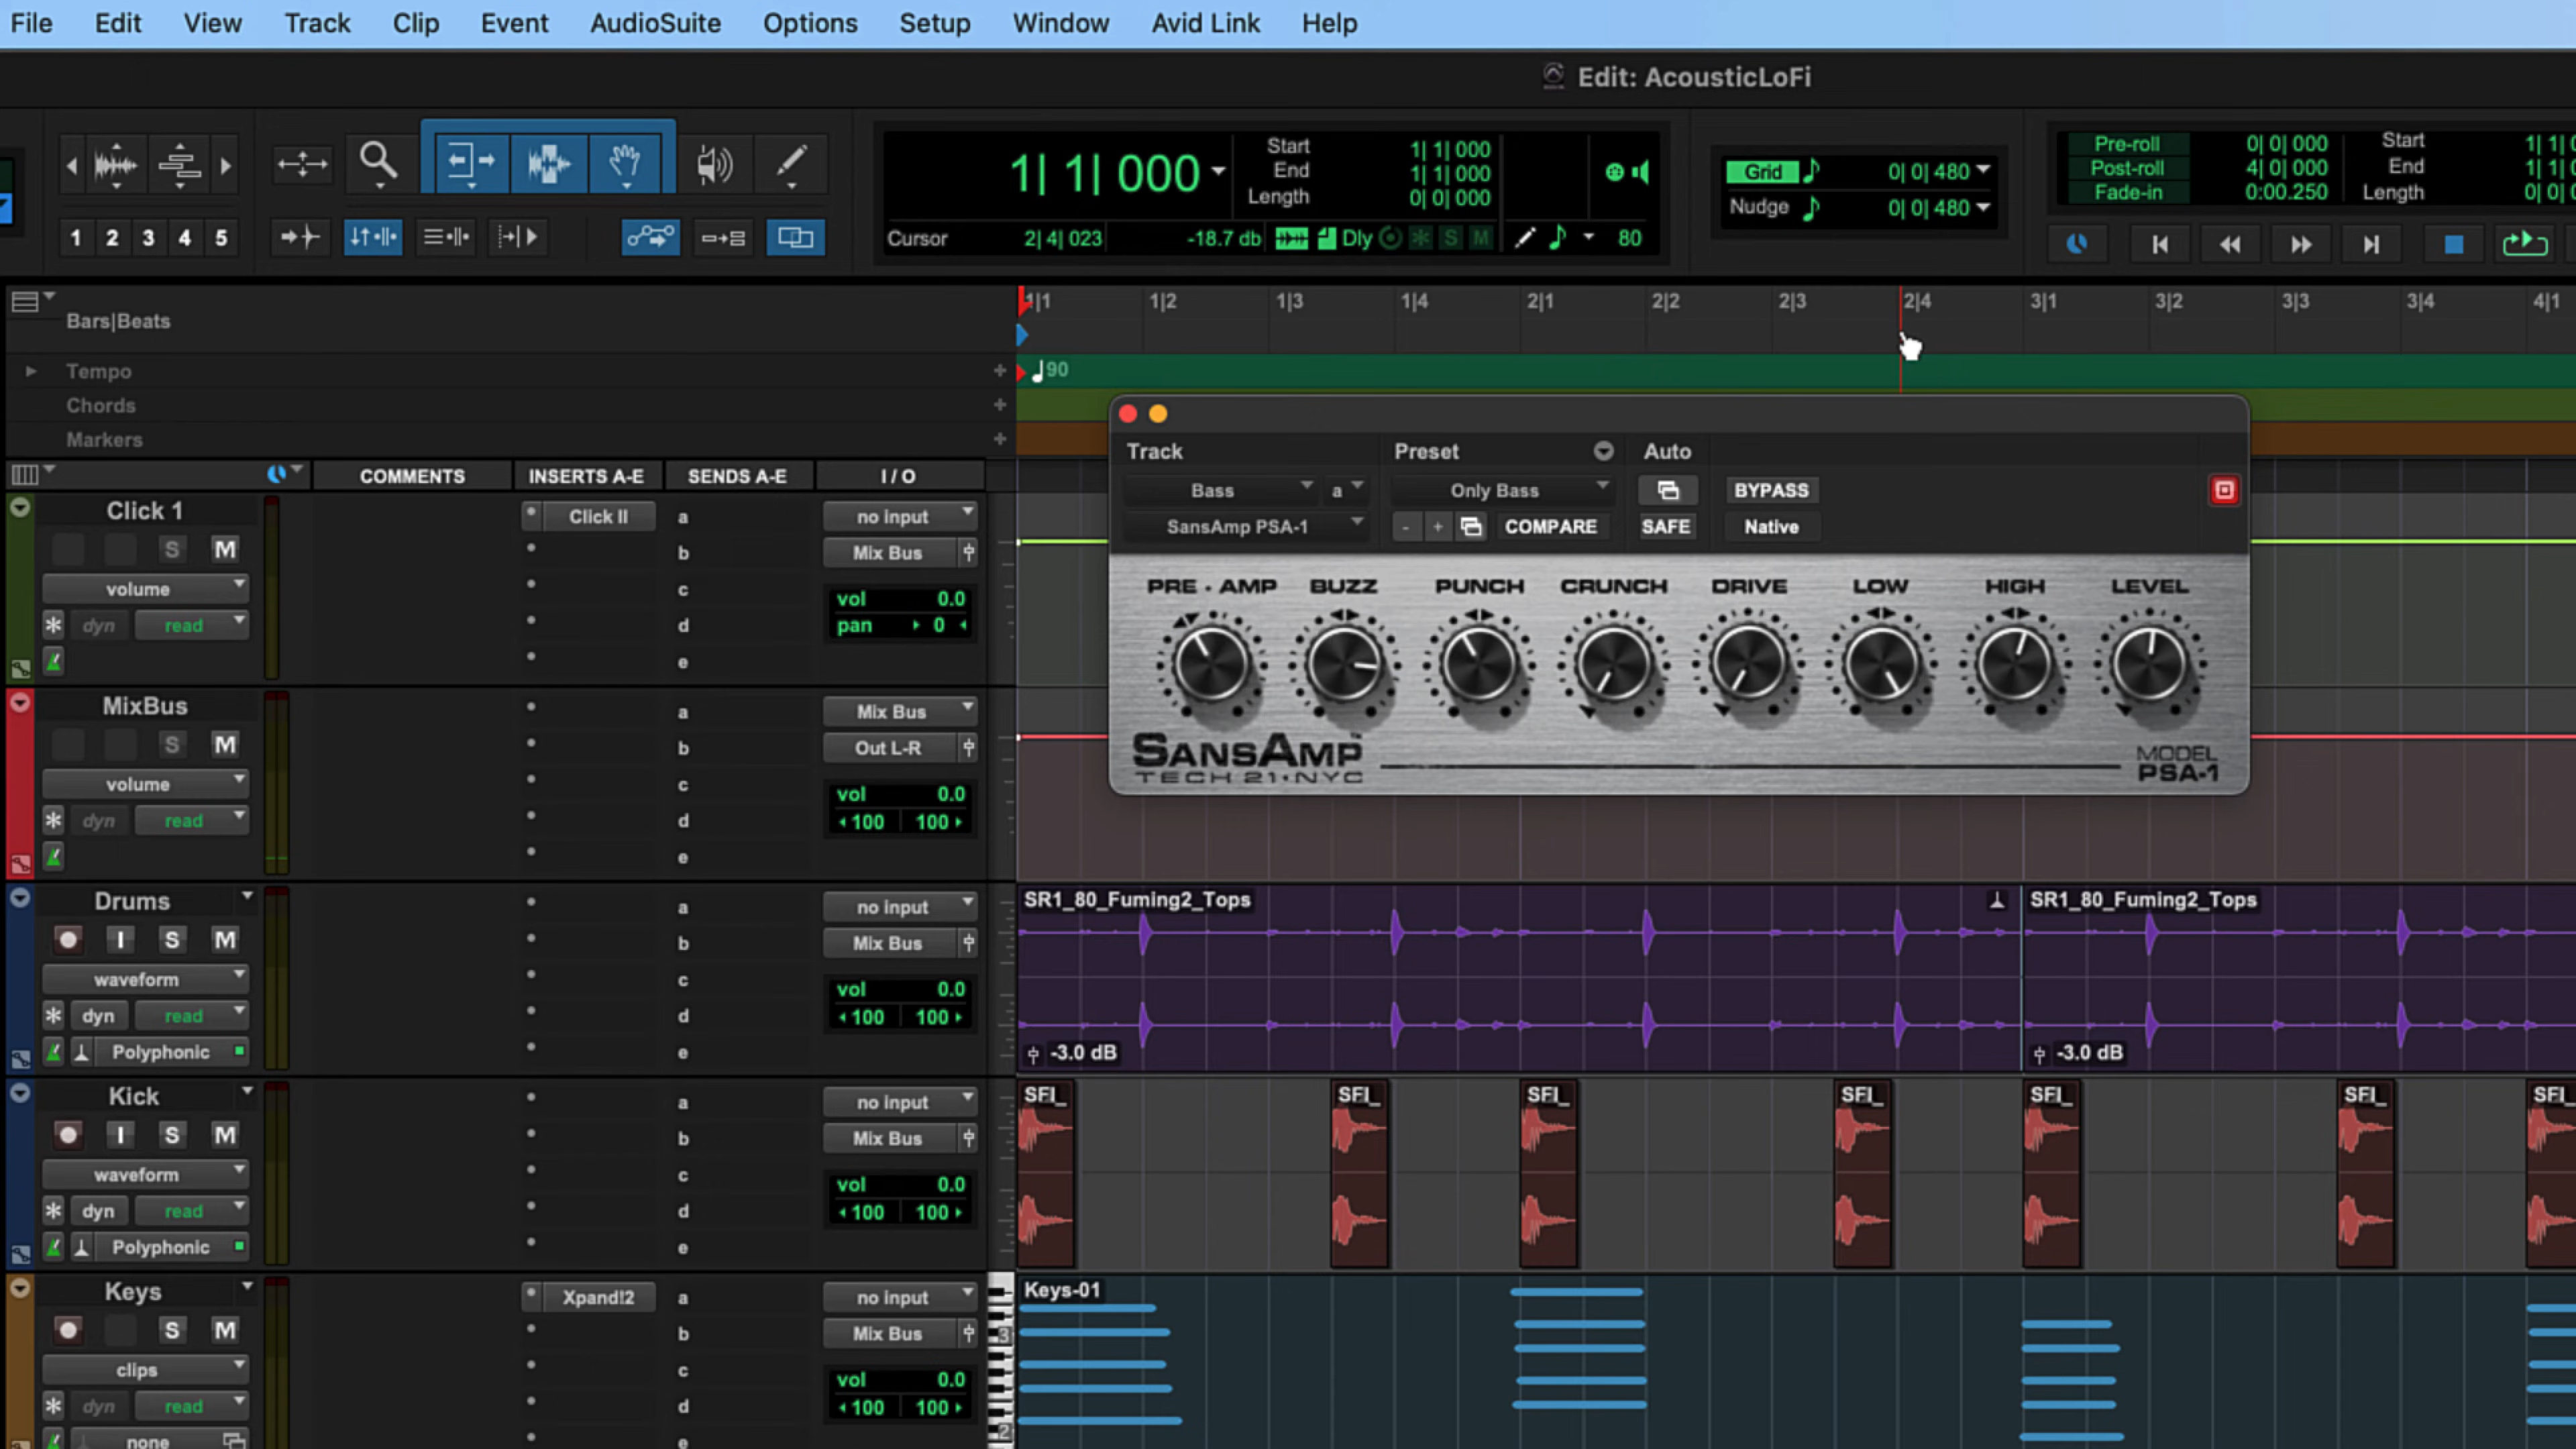 File Edit View Track Clip Event AudioSuite Options Setup Window Avid Link Help
Edit: AcousticLoFi
1 2 3 4 5
1| 1| 000
Start 1| 1| 000
End 1| 1| 000
Length 0| 0| 000
Cursor 2| 4| 023 -18.7 db Dly S M 80
Grid 0| 0| 480
Nudge 0| 0| 480
Pre-roll 0| 0| 000
Post-roll 4| 0| 000
Fade-in 0:00.250
Start
End
Length
Bars|Beats
1|1 1|2 1|3 1|4 2|1 2|2 2|3 2|4 3|1 3|2 3|3 3|4 4|1
Tempo + 90
Chords +
Markers +
COMMENTS INSERTS A-E SENDS A-E I / O
Click 1
S M
volume
dyn read
Click II
a
b
c
d
e
no input
Mix Bus
vol 0.0
pan 0
Track Preset Auto
Bass a Only Bass BYPASS
SansAmp PSA-1 - + COMPARE SAFE Native
PRE - AMP BUZZ PUNCH CRUNCH DRIVE LOW HIGH LEVEL
SANSAMP
TECH 21•NYC
MODEL
PSA-1
MixBus
S M
volume
dyn read
a
b
c
d
e
Mix Bus
Out L-R
vol 0.0
100 100
Drums
I S M
waveform
dyn read
Polyphonic
a
b
c
d
e
no input
Mix Bus
vol 0.0
100 100
SR1_80_Fuming2_Tops SR1_80_Fuming2_Tops
-3.0 dB -3.0 dB
Kick
I S M
waveform
dyn read
Polyphonic
a
b
c
d
e
no input
Mix Bus
vol 0.0
100 100
SFI_ SFI_ SFI_ SFI_ SFI_ SFI_ SFI_
Keys
S M
clips
dyn read
none
Xpand!2
a
b
c
d
e
no input
Mix Bus
vol 0.0
100 100
3
2
Keys-01